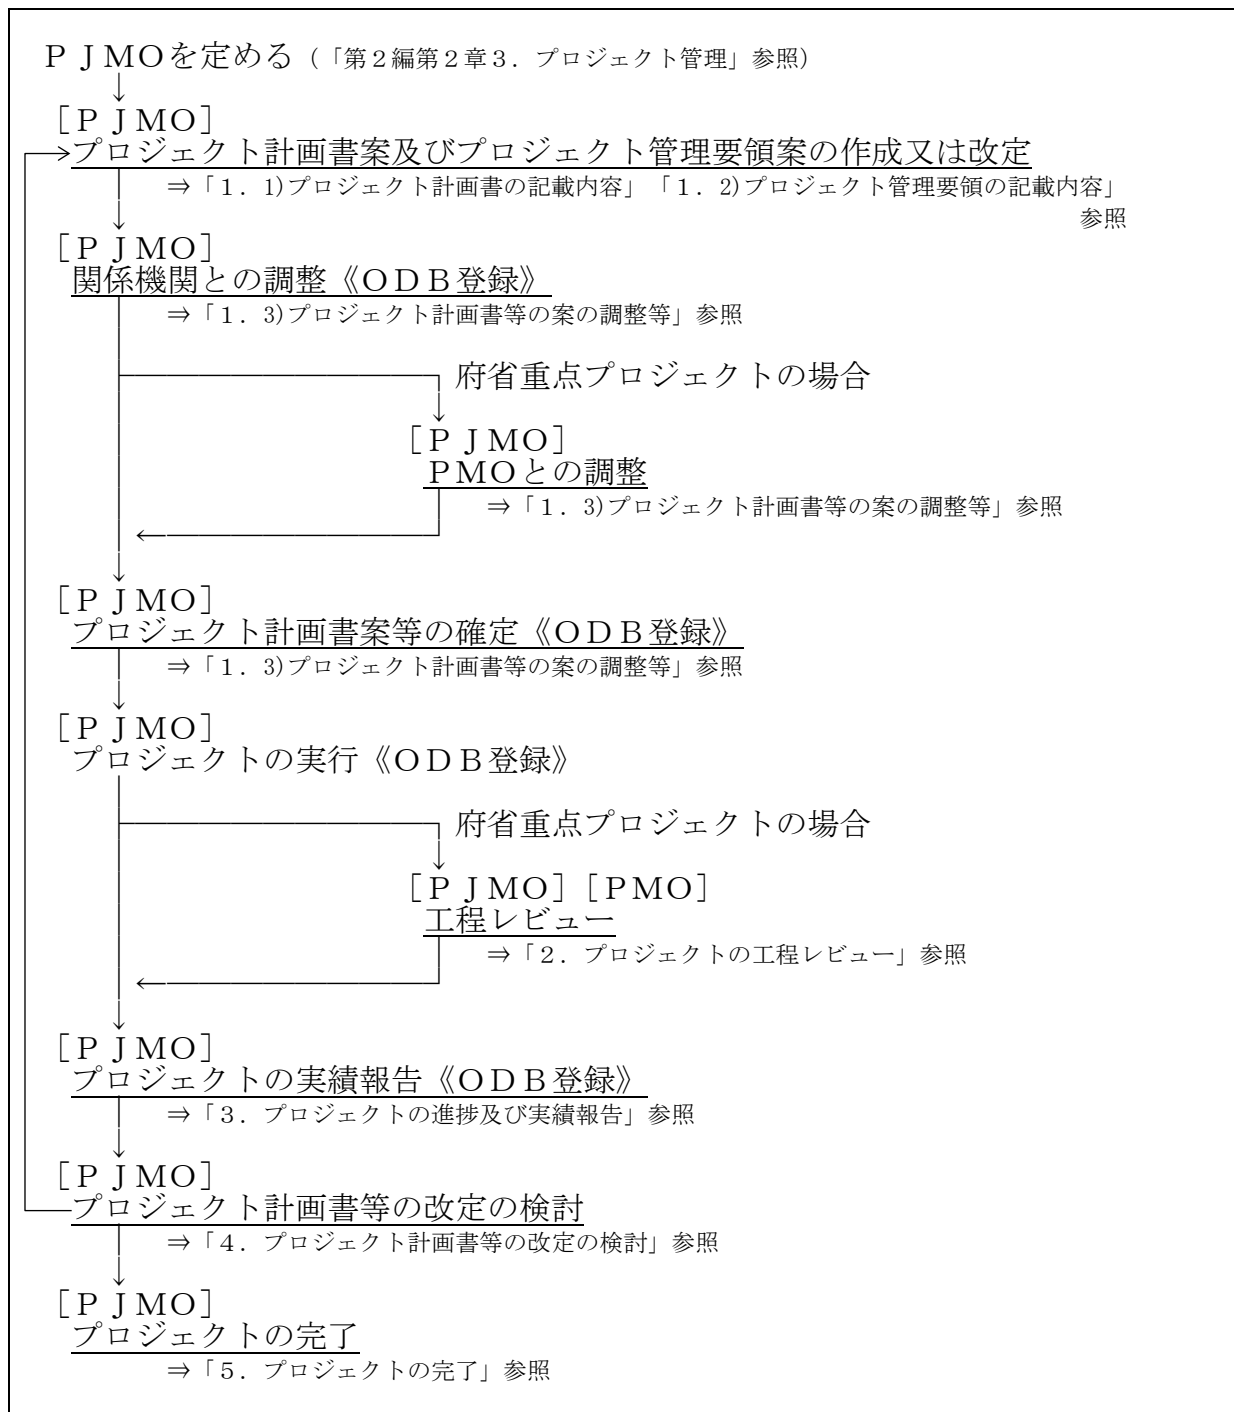 ＰＪＭＯを定める（「第２編第２章３．プロジェクト管理」参照）
［ＰＪＭＯ］
プロジェクト計画書案及びプロジェクト管理要領案の作成又は改定
⇒「１．1)プロジェクト計画書の記載内容」「１．2)プロジェクト管理要領の記載内容」
参照
［ＰＪＭＯ］
関係機関との調整《ＯＤＢ登録》
⇒「１．3)プロジェクト計画書等の案の調整等」参照
府省重点プロジェクトの場合
［ＰＪＭＯ］
ＰＭＯとの調整
⇒「１．3)プロジェクト計画書等の案の調整等」参照
［ＰＪＭＯ］
プロジェクト計画書案等の確定《ＯＤＢ登録》
⇒「１．3)プロジェクト計画書等の案の調整等」参照
［ＰＪＭＯ］
プロジェクトの実行《ＯＤＢ登録》
府省重点プロジェクトの場合
［ＰＪＭＯ］［ＰＭＯ］
工程レビュー
⇒「２．プロジェクトの工程レビュー」参照
［ＰＪＭＯ］
プロジェクトの実績報告《ＯＤＢ登録》
⇒「３．プロジェクトの進捗及び実績報告」参照
［ＰＪＭＯ］
プロジェクト計画書等の改定の検討
⇒「４．プロジェクト計画書等の改定の検討」参照
［ＰＪＭＯ］
プロジェクトの完了
⇒「５．プロジェクトの完了」参照